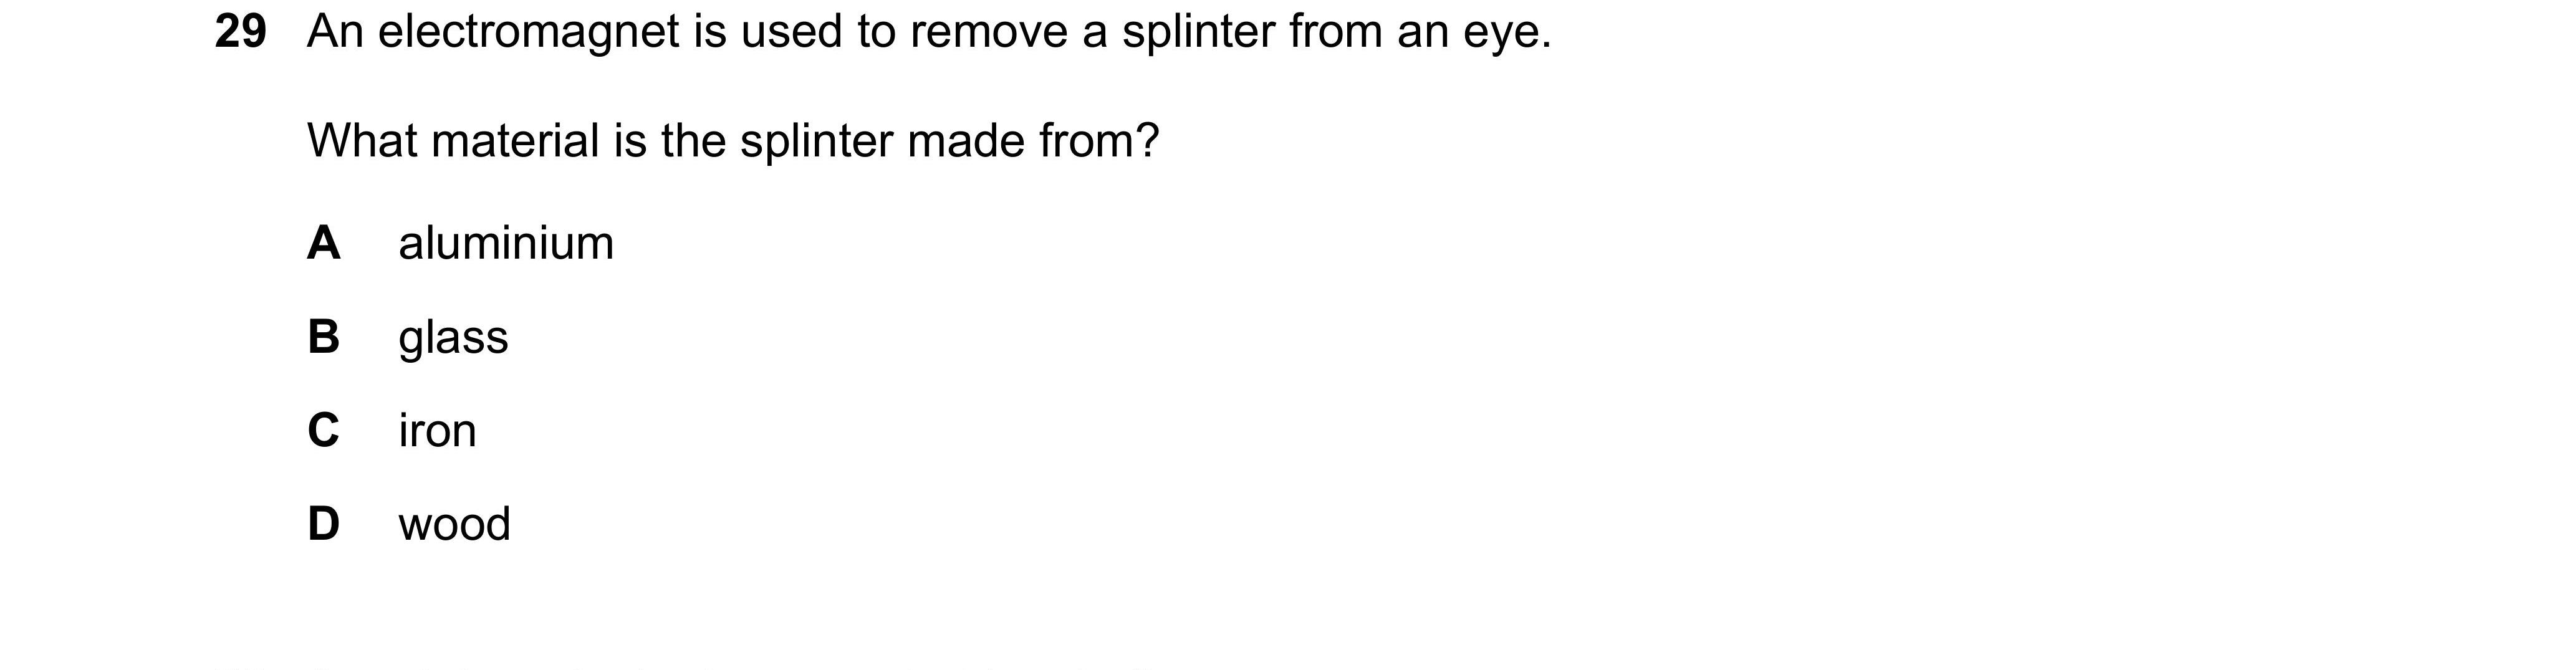 29 An electromagnet is used to remove a splinter from an eye.
What material is the splinter made from?
A aluminium
B glass
C iron
D wood